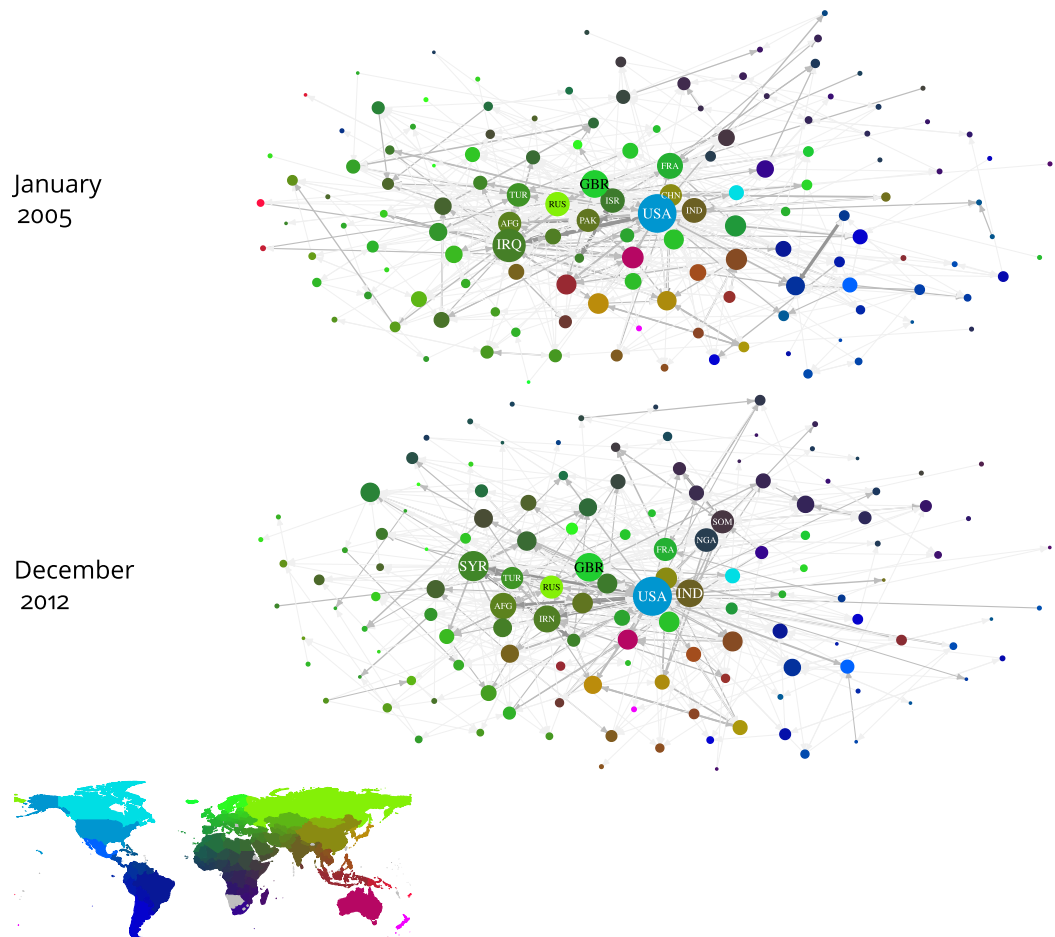 January
2005
FRA
GBR
TUR
ISR
CHN
RUS
USA
IND
AFG
PAK
IRQ
December
2012
SOM
NGA
FRA
SYR
GBR
TUR
RUS
IND
USA
AFG
IRN